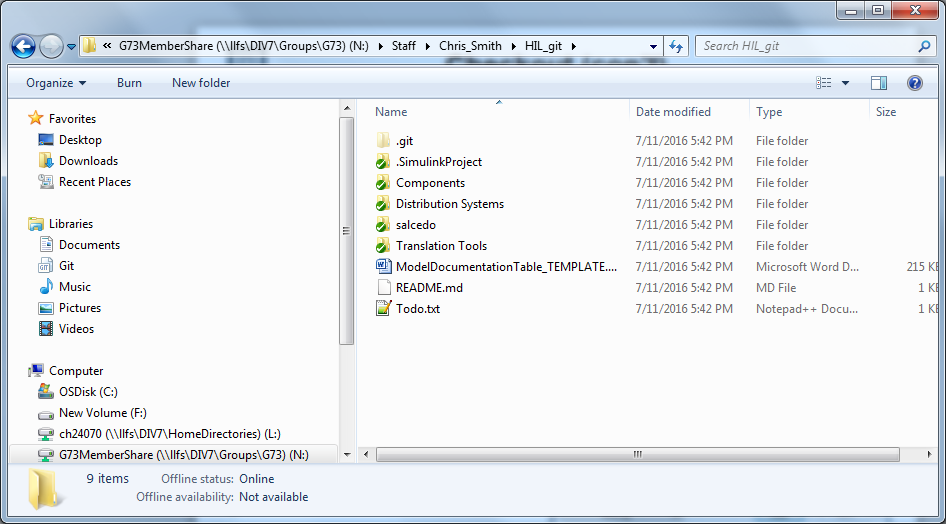 « G73MemberShare (\\llfs\DIV7\Groups\G73) (N:) ▸ Staff ▸ Chris_Smith ▸ HIL_git ▸
Search HIL_git
Organize Burn New folder
Favorites
Desktop
Downloads
Recent Places
Libraries
Documents
Git
Music
Pictures
Videos
Computer
OSDisk (C:)
New Volume (F:)
ch24070 (\\llfs\DIV7\HomeDirectories) (L:)
G73MemberShare (\\llfs\DIV7\Groups\G73) (N:)
Name Date modified Type Size
.git 7/11/2016 5:42 PM File folder
.SimulinkProject 7/11/2016 5:42 PM File folder
Components 7/11/2016 5:42 PM File folder
Distribution Systems 7/11/2016 5:42 PM File folder
salcedo 7/11/2016 5:42 PM File folder
Translation Tools 7/11/2016 5:42 PM File folder
ModelDocumentationTable_TEMPLATE.... 7/11/2016 5:42 PM Microsoft Word D... 215 KB
README.md 7/11/2016 5:42 PM MD File 1 KB
Todo.txt 7/11/2016 5:42 PM Notepad++ Docu... 1 KB
9 items Offline status: Online
Offline availability: Not available